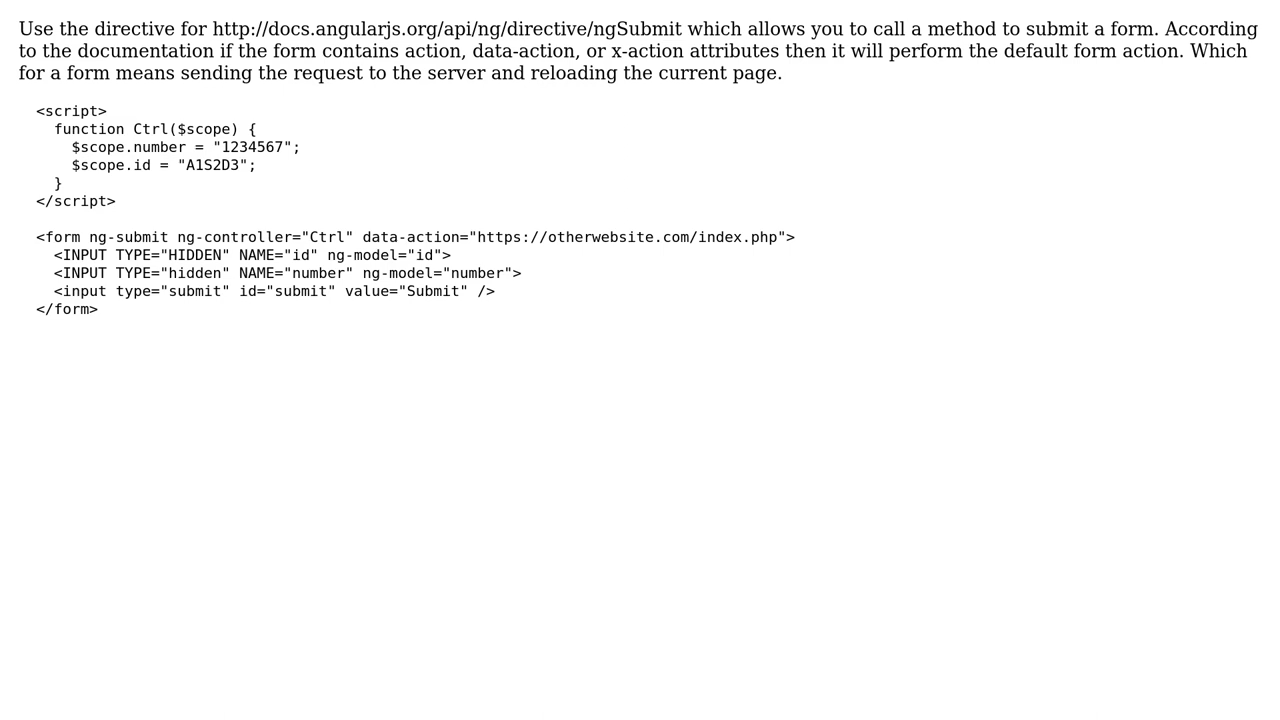 Use the directive for http://docs.angularjs.org/api/ng/directive/ngSubmit which allows you to call a method to submit a form. According
to the documentation if the form contains action, data-action, or x-action attributes then it will perform the default form action. Which
for a form means sending the request to the server and reloading the current page.
<script>
  function Ctrl($scope) {
    $scope.number = "1234567";
    $scope.id = "A1S2D3";
  }
</script>
<form ng-submit ng-controller="Ctrl" data-action="https://otherwebsite.com/index.php">
  <INPUT TYPE="HIDDEN" NAME="id" ng-model="id">
  <INPUT TYPE="hidden" NAME="number" ng-model="number">
  <input type="submit" id="submit" value="Submit" />
</form>